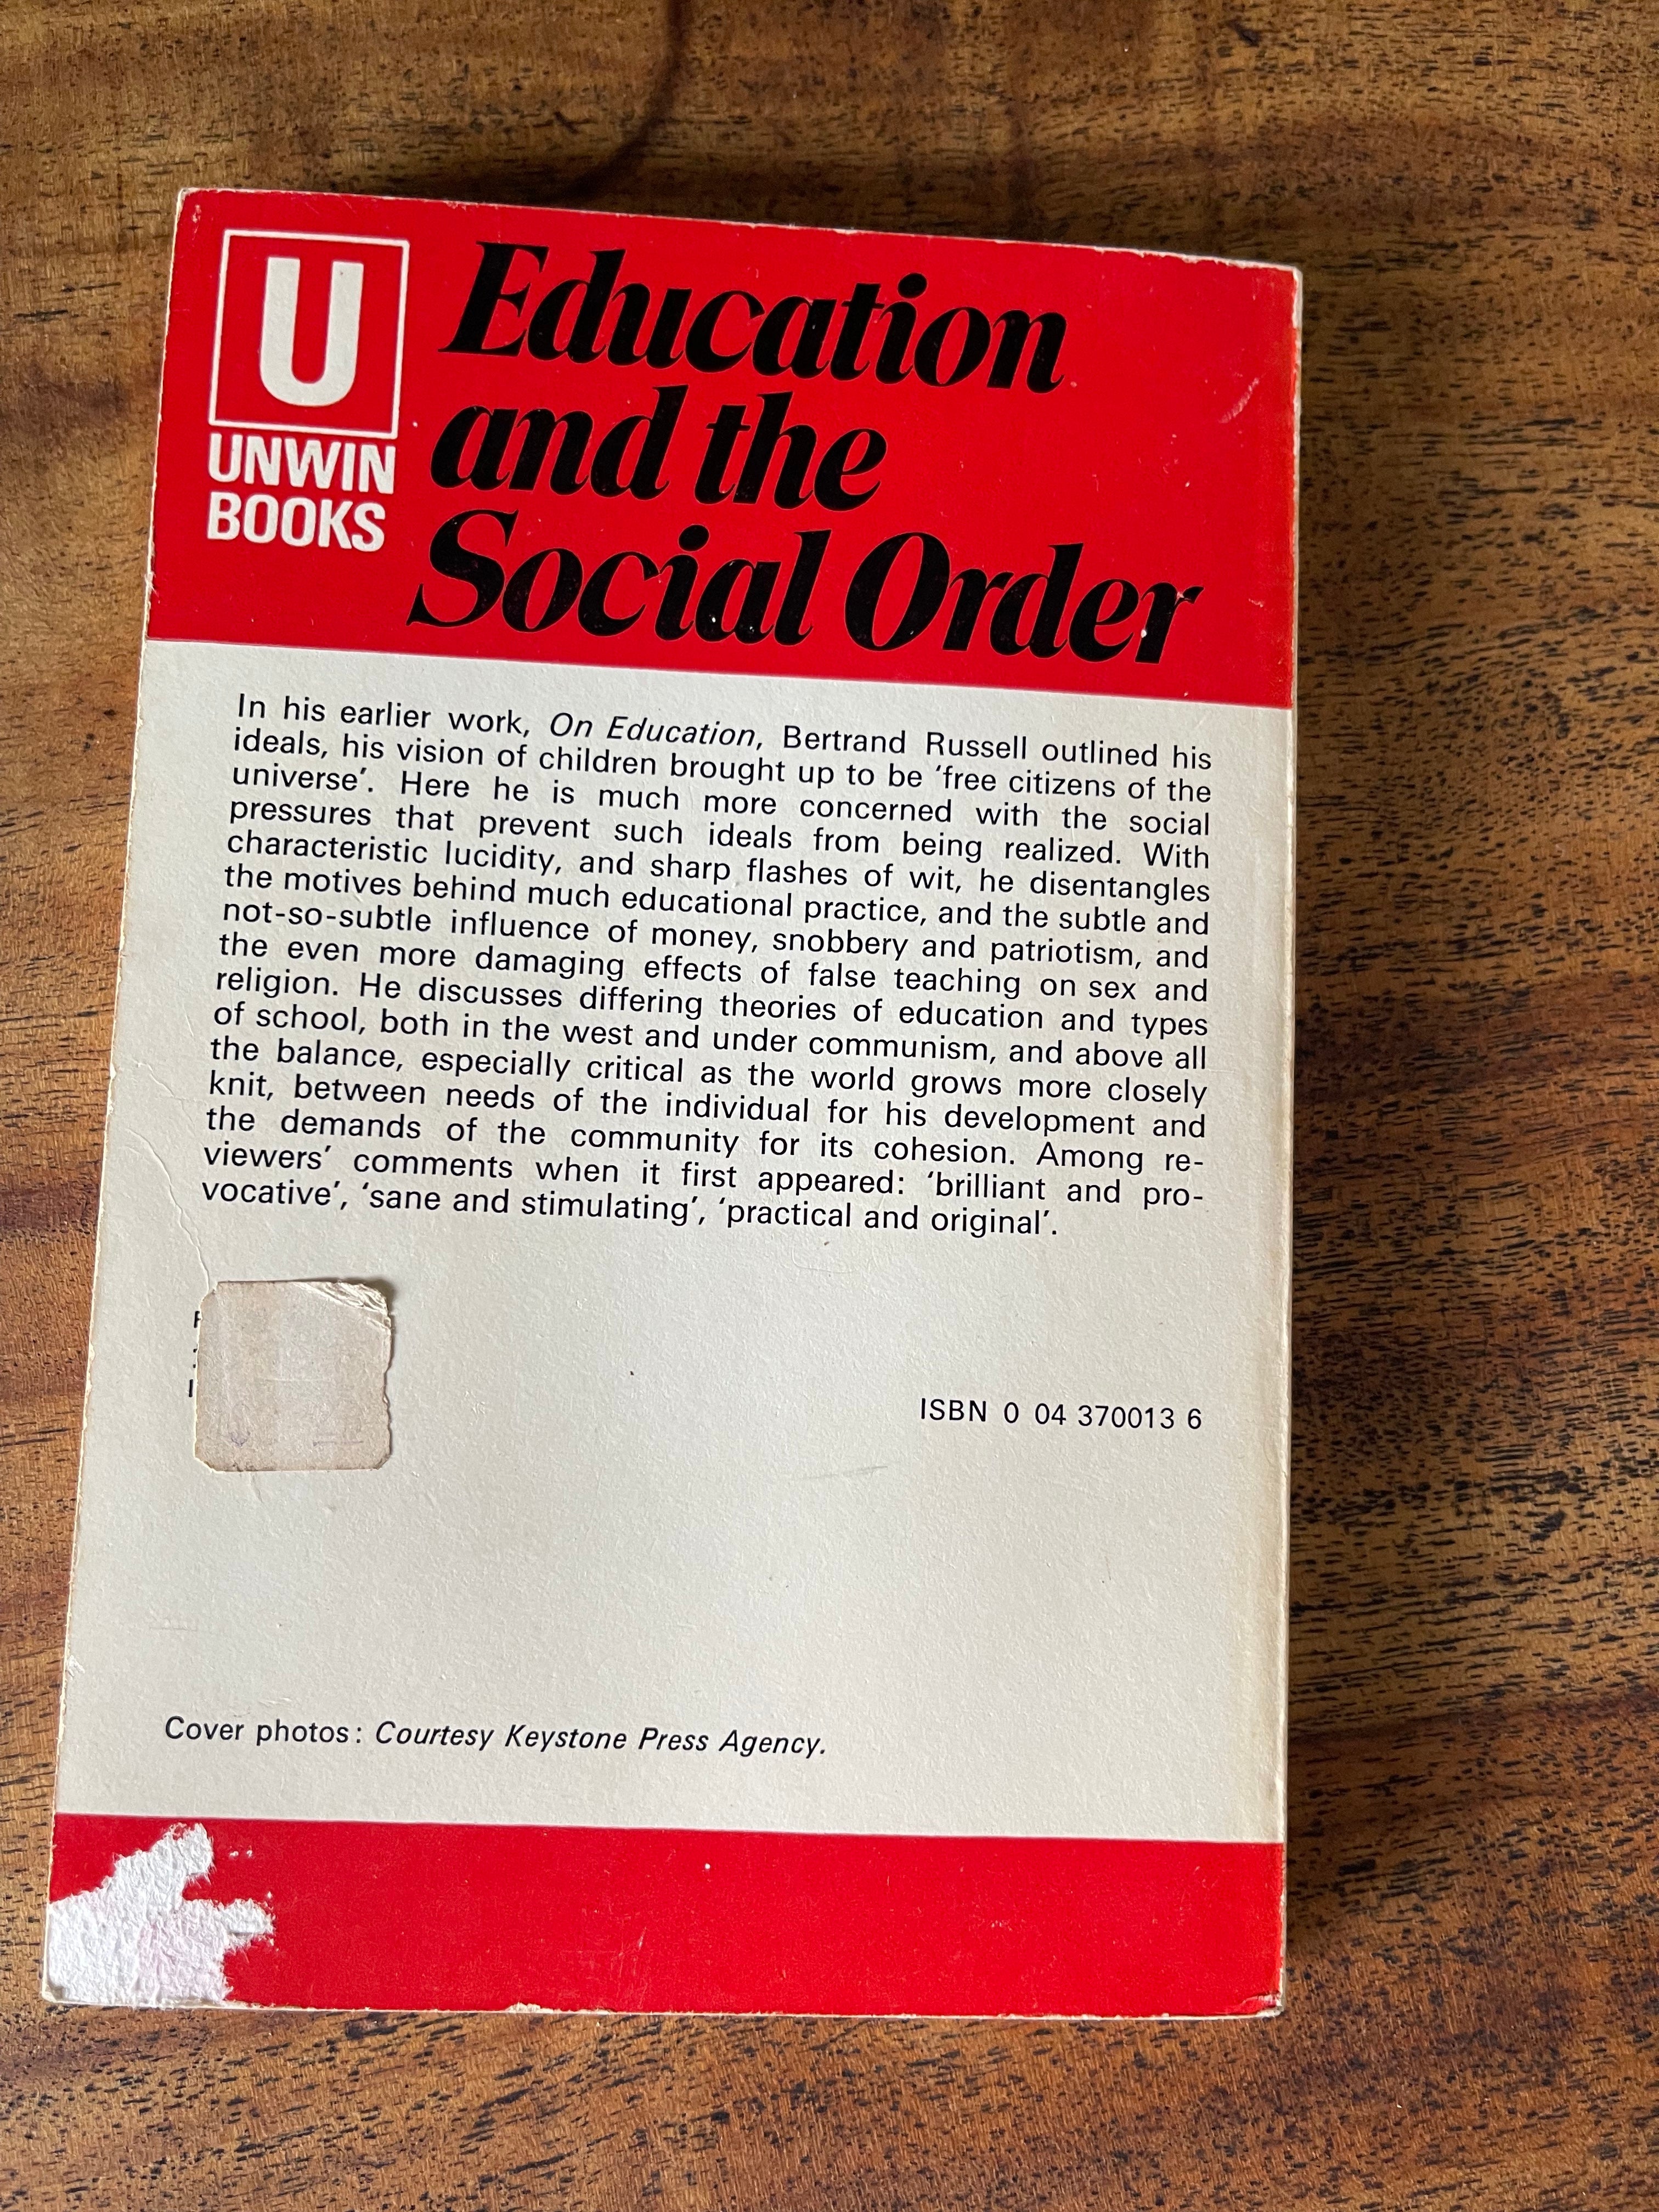 U
UNWIN
BOOKS
Education
and the
Social Order
In his earlier work, On Education, Bertrand Russell outlined his
ideals, his vision of children brought up to be ‘free citizens of the
universe’. Here he is much more concerned with the social
pressures that prevent such ideals from being realized. With
characteristic lucidity, and sharp flashes of wit, he disentangles
the motives behind much educational practice, and the subtle and
not-so-subtle influence of money, snobbery and patriotism, and
the even more damaging effects of false teaching on sex and
religion. He discusses differing theories of education and types
of school, both in the west and under communism, and above all
the balance, especially critical as the world grows more closely
knit, between needs of the individual for his development and
the demands of the community for its cohesion. Among re-
viewers’ comments when it first appeared: ‘brilliant and pro-
vocative’, ‘sane and stimulating’, ‘practical and original’.
ISBN 0 04 370013 6
Cover photos: Courtesy Keystone Press Agency.